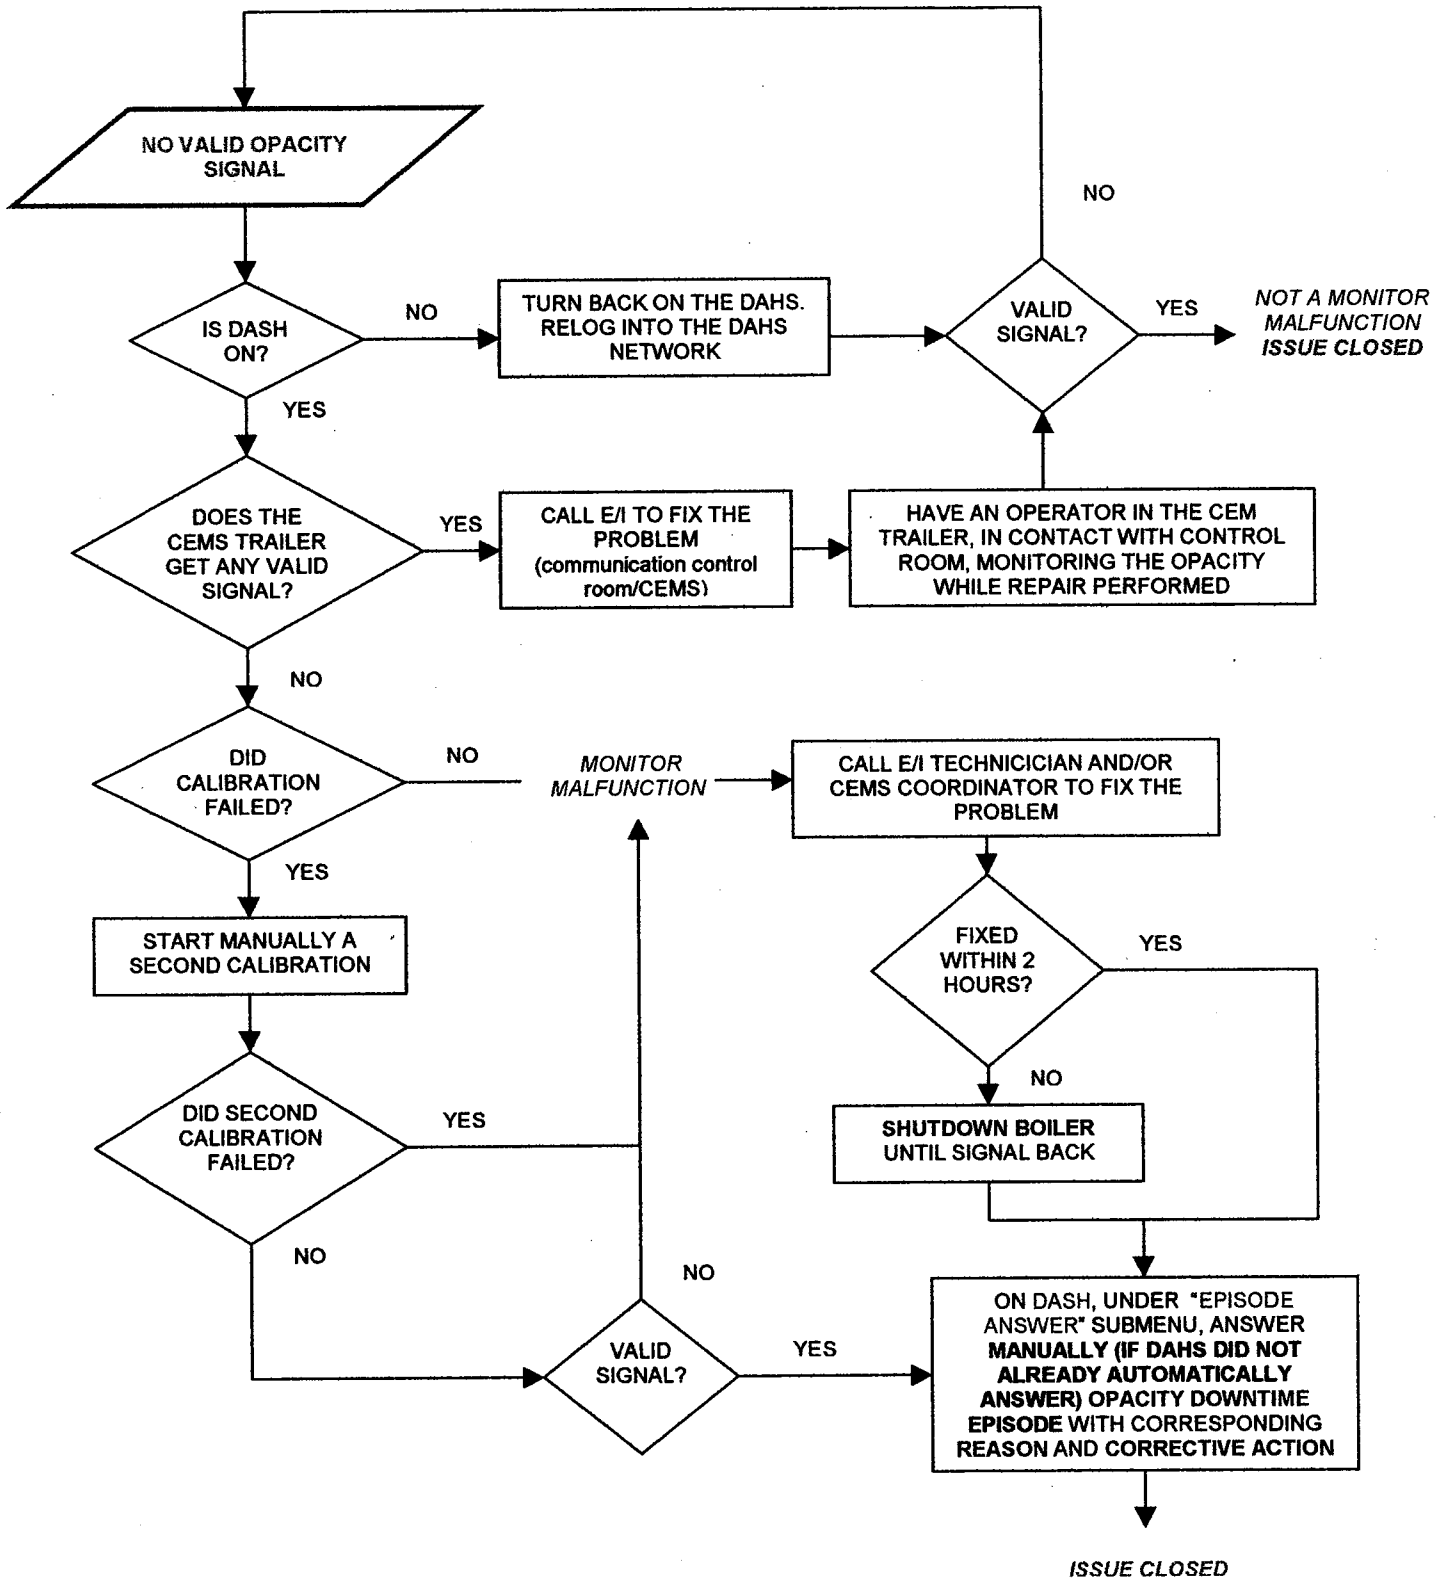 NO VALID OPACITY
SIGNAL
NO
IS DASH
ON?
NO
TURN BACK ON THE DAHS.
RELOG INTO THE DAHS
NETWORK
VALID
SIGNAL?
YES
NOT A MONITOR
MALFUNCTION
ISSUE CLOSED
YES
DOES THE
CEMS TRAILER
GET ANY VALID
SIGNAL?
YES
CALL E/I TO FIX THE
PROBLEM
(communication control
room/CEMS)
HAVE AN OPERATOR IN THE CEM
TRAILER, IN CONTACT WITH CONTROL
ROOM, MONITORING THE OPACITY
WHILE REPAIR PERFORMED
NO
DID
CALIBRATION
FAILED?
NO
MONITOR
MALFUNCTION
CALL E/I TECHNICICIAN AND/OR
CEMS COORDINATOR TO FIX THE
PROBLEM
YES
START MANUALLY A
SECOND CALIBRATION
FIXED
WITHIN 2
HOURS?
YES
NO
DID SECOND
CALIBRATION
FAILED?
YES
SHUTDOWN BOILER
UNTIL SIGNAL BACK
NO
NO
VALID
SIGNAL?
YES
ON DASH, UNDER "EPISODE
ANSWER" SUBMENU, ANSWER
MANUALLY (IF DAHS DID NOT
ALREADY AUTOMATICALLY
ANSWER) OPACITY DOWNTIME
EPISODE WITH CORRESPONDING
REASON AND CORRECTIVE ACTION
ISSUE CLOSED